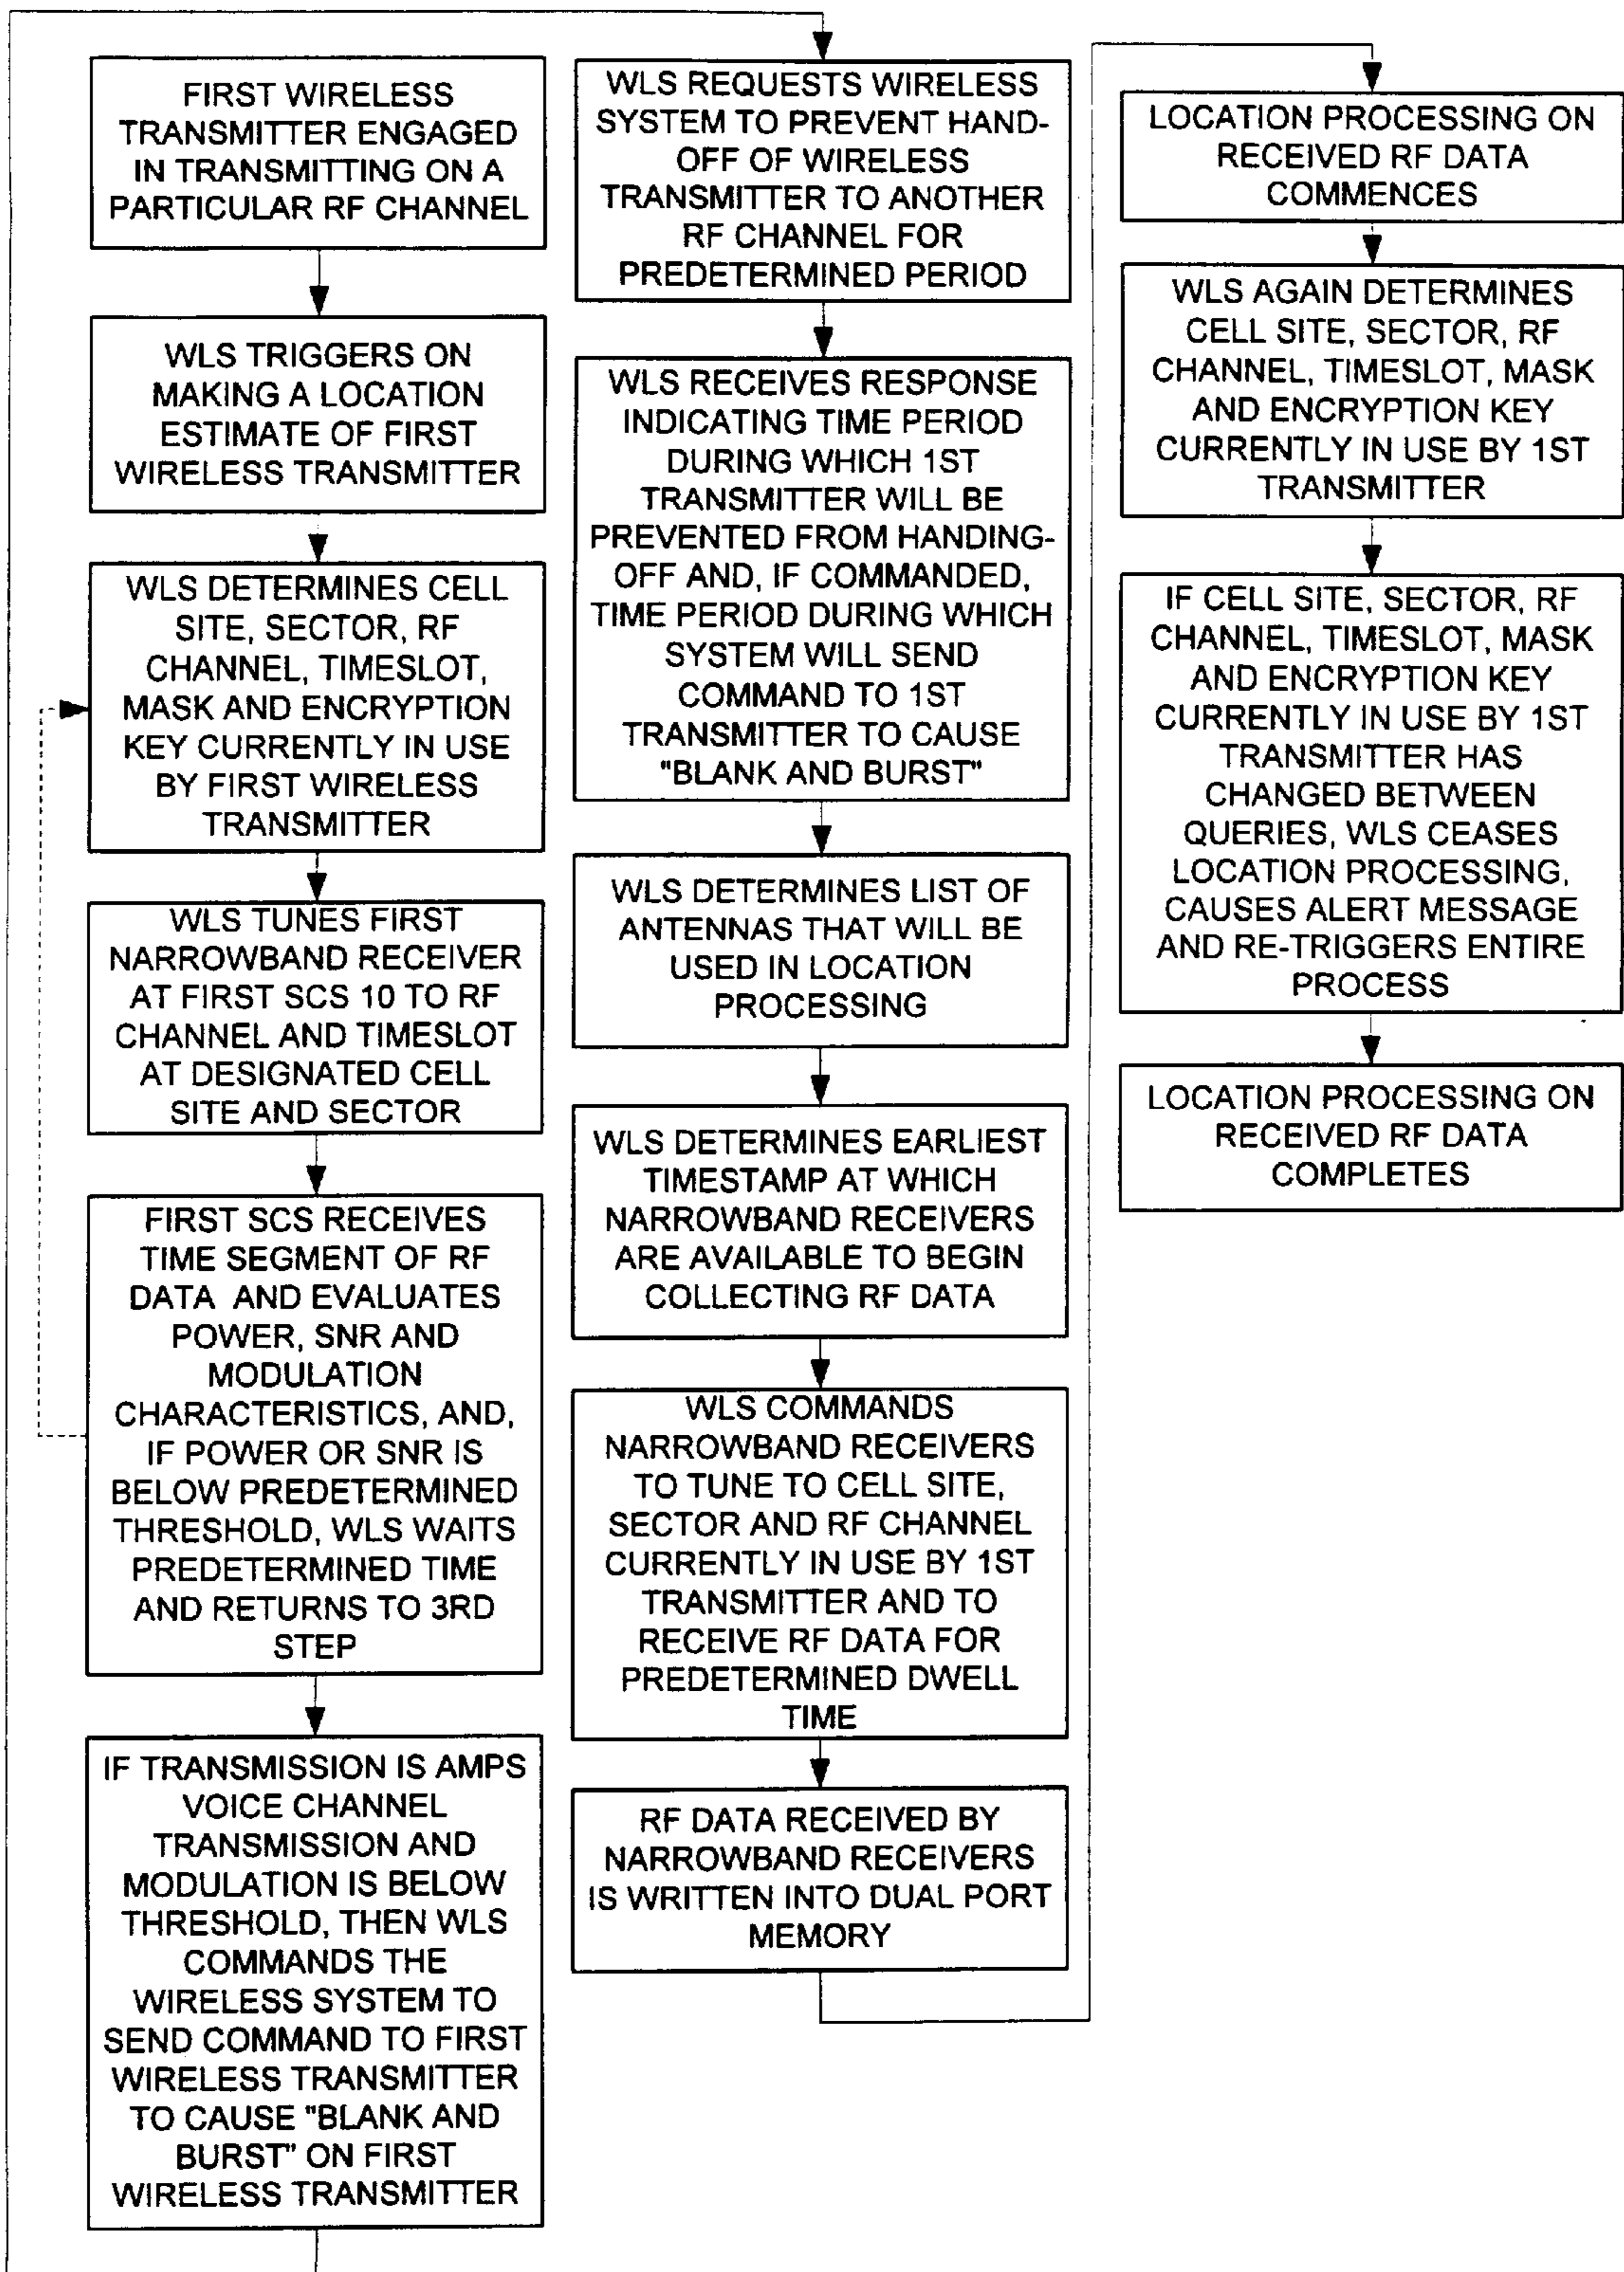 FIRST WIRELESS
TRANSMITTER ENGAGED
IN TRANSMITTING ON A
PARTICULAR RF CHANNEL
WLS TRIGGERS ON
MAKING A LOCATION
ESTIMATE OF FIRST
WIRELESS TRANSMITTER
WLS DETERMINES CELL
SITE, SECTOR, RF
CHANNEL, TIMESLOT,
MASK AND ENCRYPTION
KEY CURRENTLY IN USE
BY FIRST WIRELESS
TRANSMITTER
WLS TUNES FIRST
NARROWBAND RECEIVER
AT FIRST SCS 10 TO RF
CHANNEL AND TIMESLOT
AT DESIGNATED CELL
SITE AND SECTOR
FIRST SCS RECEIVES
TIME SEGMENT OF RF
DATA AND EVALUATES
POWER, SNR AND
MODULATION
CHARACTERISTICS, AND,
IF POWER OR SNR IS
BELOW PREDETERMINED
THRESHOLD, WLS WAITS
PREDETERMINED TIME
AND RETURNS TO 3RD
STEP
IF TRANSMISSION IS AMPS
VOICE CHANNEL
TRANSMISSION AND
MODULATION IS BELOW
THRESHOLD, THEN WLS
COMMANDS THE
WIRELESS SYSTEM TO
SEND COMMAND TO FIRST
WIRELESS TRANSMITTER
TO CAUSE "BLANK AND
BURST" ON FIRST
WIRELESS TRANSMITTER
WLS REQUESTS WIRELESS
SYSTEM TO PREVENT HAND-
OFF OF WIRELESS
TRANSMITTER TO ANOTHER
RF CHANNEL FOR
PREDETERMINED PERIOD
WLS RECEIVES RESPONSE
INDICATING TIME PERIOD
DURING WHICH 1ST
TRANSMITTER WILL BE
PREVENTED FROM HANDING-
OFF AND, IF COMMANDED,
TIME PERIOD DURING WHICH
SYSTEM WILL SEND
COMMAND TO 1ST
TRANSMITTER TO CAUSE
"BLANK AND BURST"
WLS DETERMINES LIST OF
ANTENNAS THAT WILL BE
USED IN LOCATION
PROCESSING
WLS DETERMINES EARLIEST
TIMESTAMP AT WHICH
NARROWBAND RECEIVERS
ARE AVAILABLE TO BEGIN
COLLECTING RF DATA
WLS COMMANDS
NARROWBAND RECEIVERS
TO TUNE TO CELL SITE,
SECTOR AND RF CHANNEL
CURRENTLY IN USE BY 1ST
TRANSMITTER AND TO
RECEIVE RF DATA FOR
PREDETERMINED DWELL
TIME
RF DATA RECEIVED BY
NARROWBAND RECEIVERS
IS WRITTEN INTO DUAL PORT
MEMORY
LOCATION PROCESSING ON
RECEIVED RF DATA
COMMENCES
WLS AGAIN DETERMINES
CELL SITE, SECTOR, RF
CHANNEL, TIMESLOT, MASK
AND ENCRYPTION KEY
CURRENTLY IN USE BY 1ST
TRANSMITTER
IF CELL SITE, SECTOR, RF
CHANNEL, TIMESLOT, MASK
AND ENCRYPTION KEY
CURRENTLY IN USE BY 1ST
TRANSMITTER HAS
CHANGED BETWEEN
QUERIES, WLS CEASES
LOCATION PROCESSING,
CAUSES ALERT MESSAGE
AND RE-TRIGGERS ENTIRE
PROCESS
LOCATION PROCESSING ON
RECEIVED RF DATA
COMPLETES